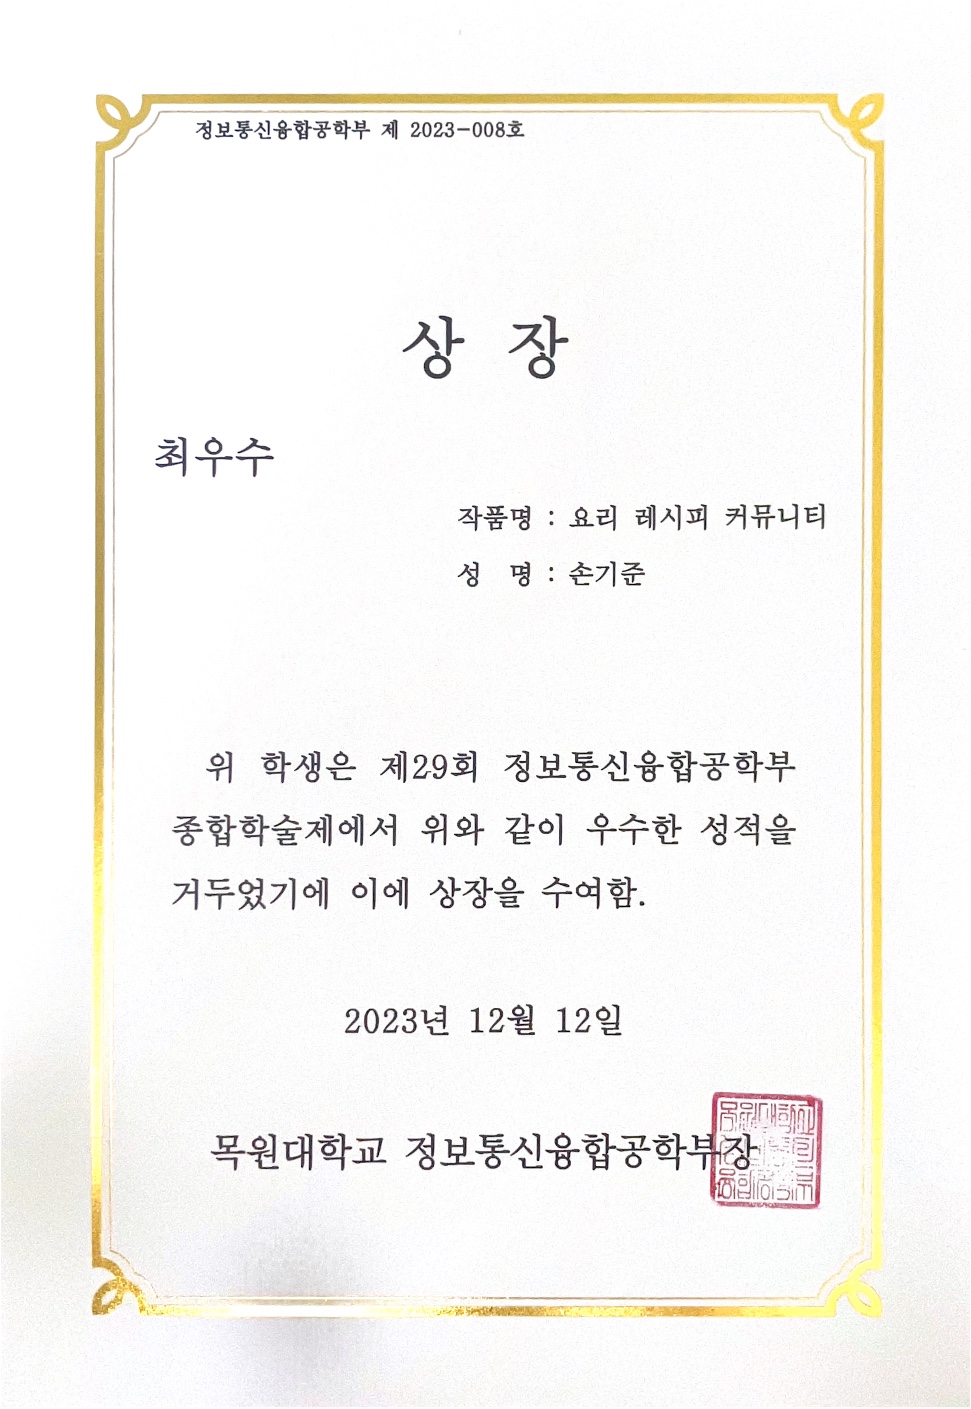 정보통신융합공학부 제 2023-008호
상 장
최우수
작품명 : 요리 레시피 커뮤니티
성 명 : 손기준
위 학생은 제29회 정보통신융합공학부
종합학술제에서 위와 같이 우수한 성적을
거두었기에 이에 상장을 수여함.
2023년 12월 12일
목원대학교 정보통신융합공학부장